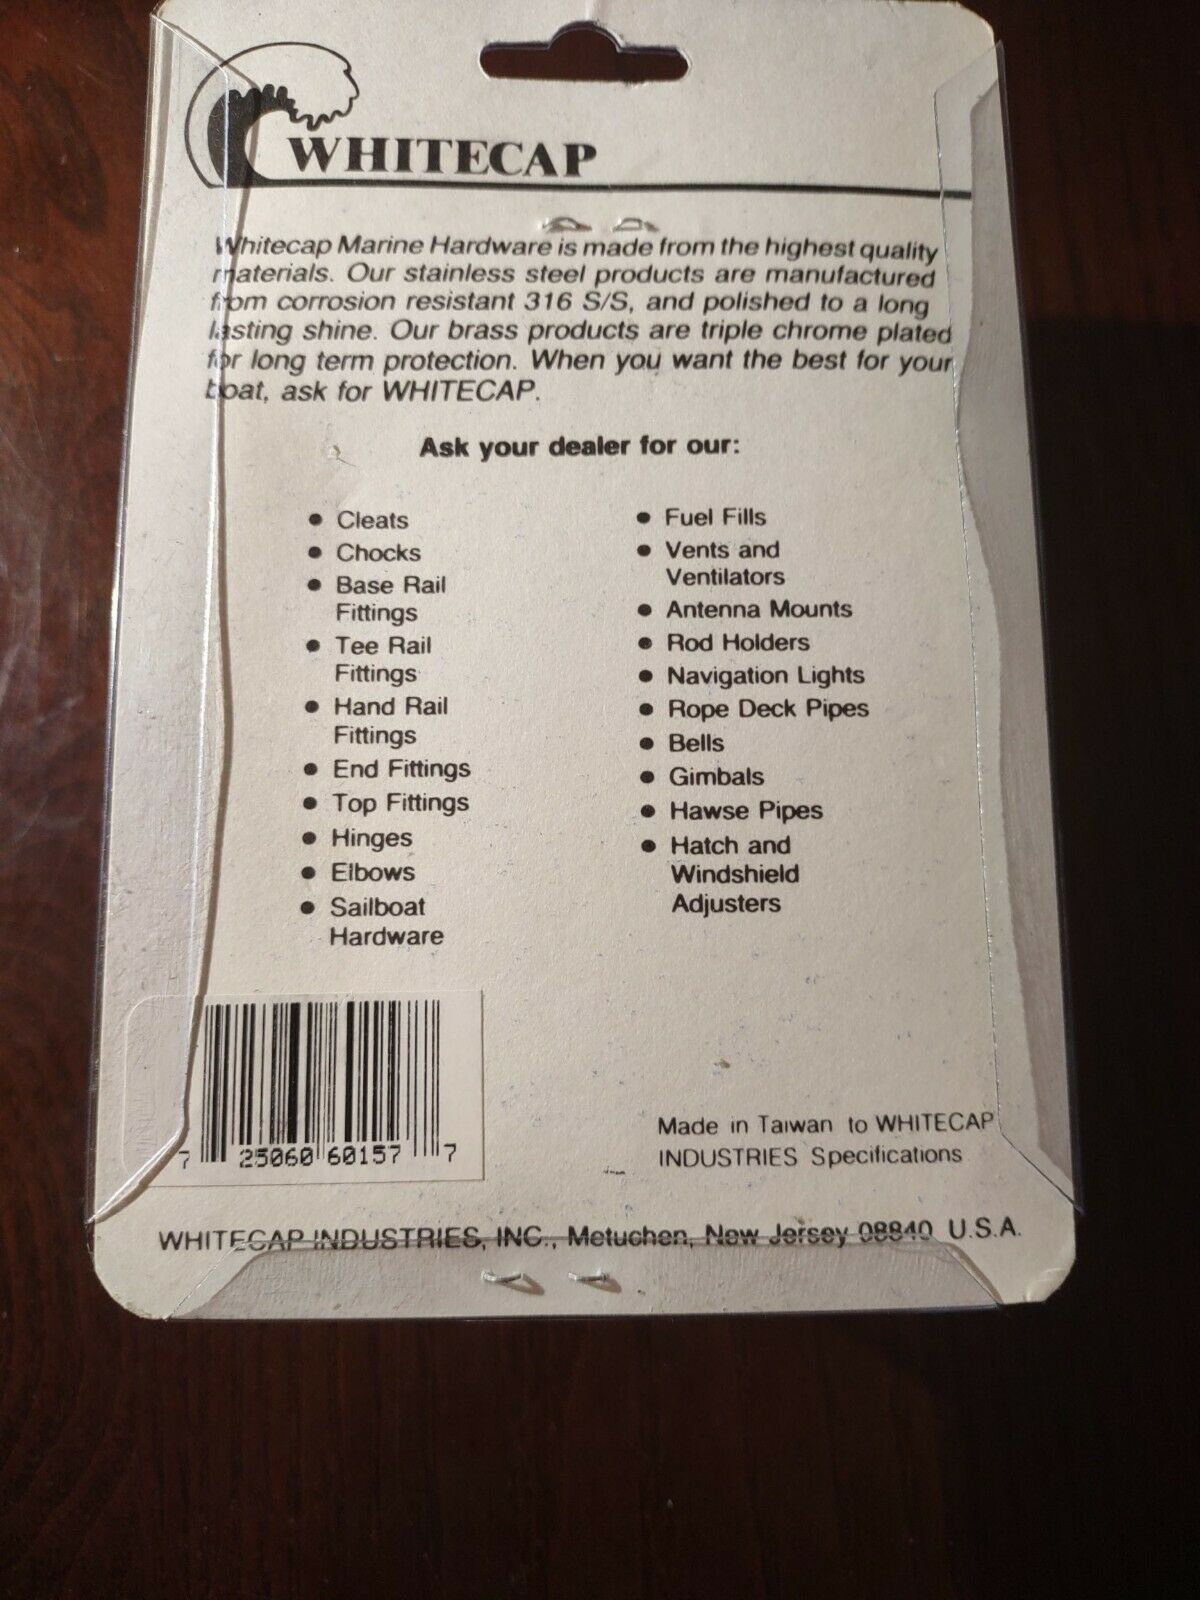 WHITECAP
Whitecap Marine Hardware is made from the highest quality
materials. Our stainless steel products are manufactured
from corrosion resistant 316 S/S, and polished to a long
lasting shine. Our brass products are triple chrome plated
for long term protection. When you want the best for your
boat, ask for WHITECAP.
Ask your dealer for our:
• Cleats
• Chocks
• Base Rail
Fittings
• Tee Rail
Fittings
• Hand Rail
Fittings
• End Fittings
• Top Fittings
• Hinges
• Elbows
• Sailboat
Hardware
• Fuel Fills
• Vents and
Ventilators
• Antenna Mounts
• Rod Holders
• Navigation Lights
• Rope Deck Pipes
• Bells
• Gimbals
• Hawse Pipes
• Hatch and
Windshield
Adjusters
7 25060 60157 7
Made in Taiwan to WHITECAP
INDUSTRIES Specifications
WHITECAP INDUSTRIES, INC., Metuchen, New Jersey 08840 U.S.A.